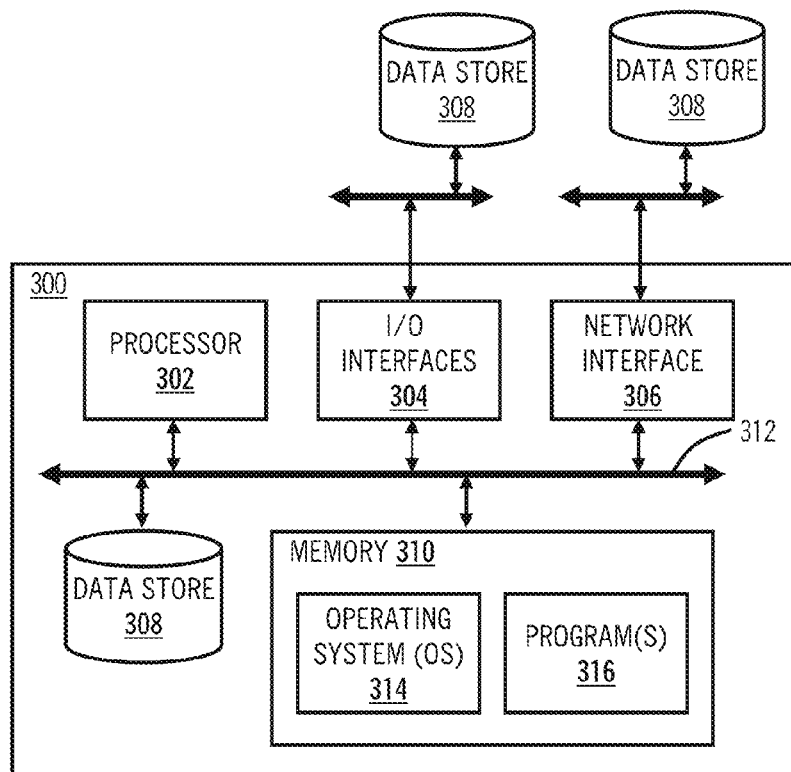 DATA STORE
308
DATA STORE
308
300
PROCESSOR
302
I/O
INTERFACES
304
NETWORK
INTERFACE
306
312
DATA STORE
308
MEMORY 310
OPERATING
SYSTEM (OS)
314
PROGRAM(S)
316